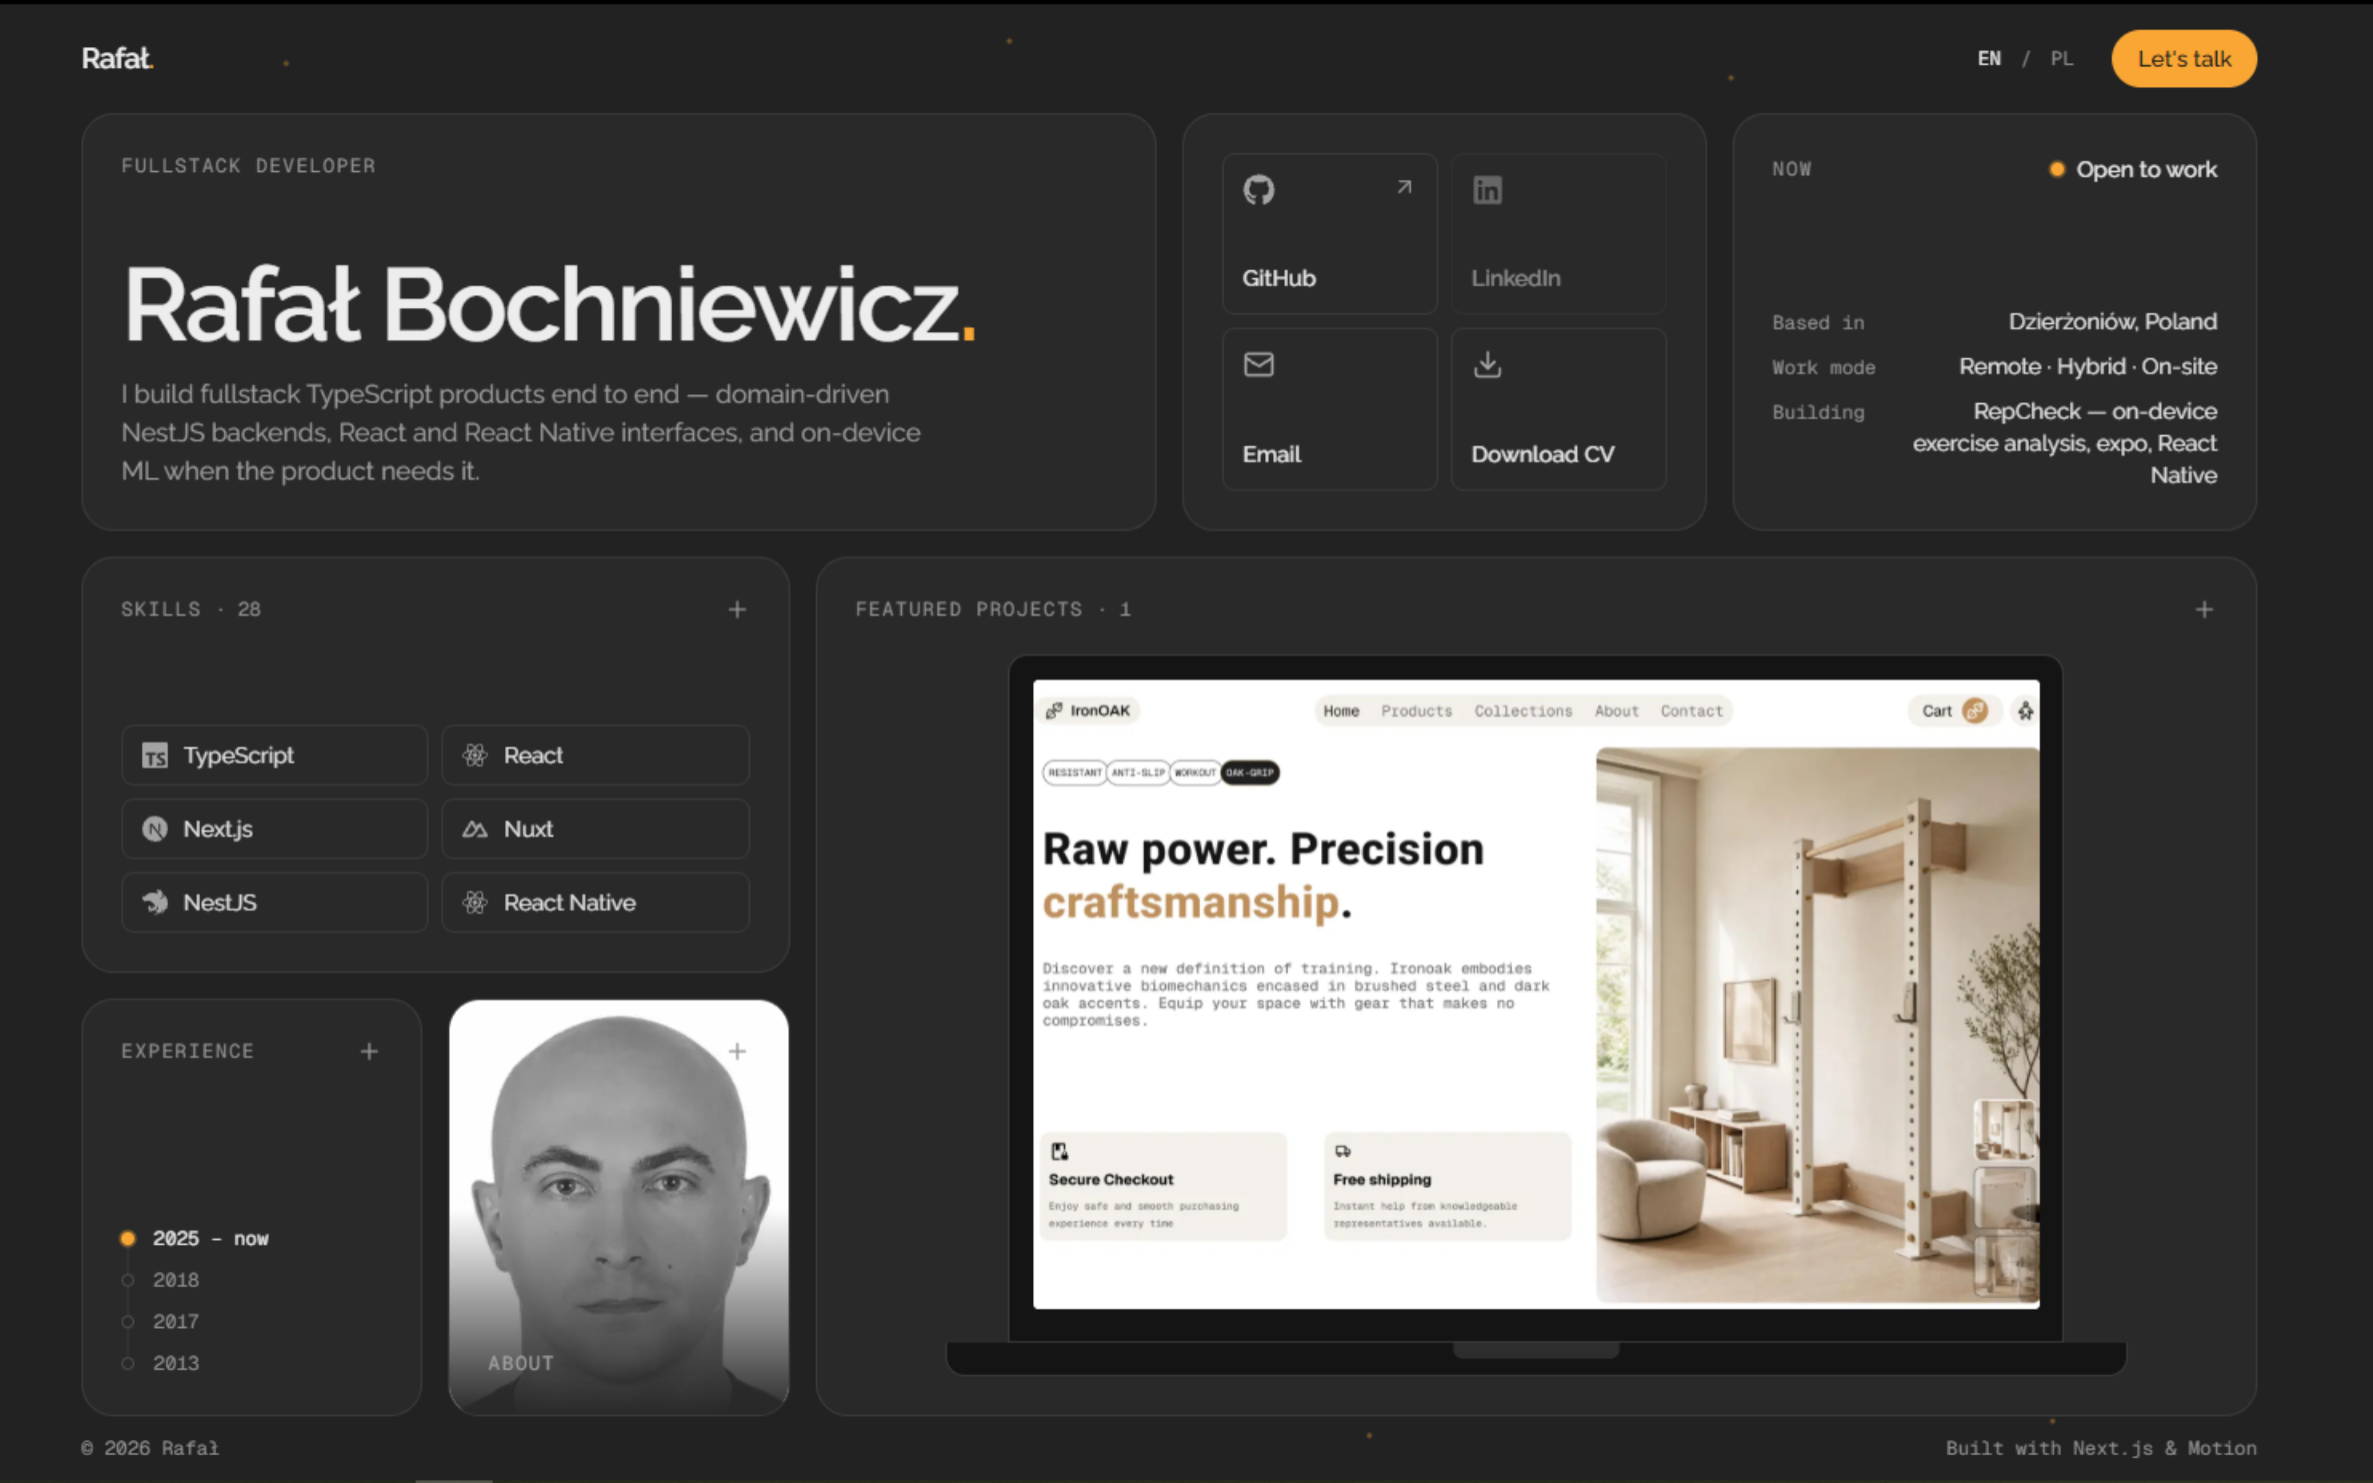 Rafał.
EN / PL
Let's talk
FULLSTACK DEVELOPER
Rafał Bochniewicz.
I build fullstack TypeScript products end to end — domain-driven
NestJS backends, React and React Native interfaces, and on-device
ML when the product needs it.
GitHub
LinkedIn
Email
Download CV
NOW
Open to work
Based in
Dzierżoniów, Poland
Work mode
Remote · Hybrid · On-site
Building
RepCheck — on-device
exercise analysis, expo, React
Native
SKILLS · 28
TS TypeScript
React
Next.js
Nuxt
NestJS
React Native
EXPERIENCE
2025 – now
2018
2017
2013
ABOUT
FEATURED PROJECTS · 1
IronOAK
Home Products Collections About Contact
Cart
RESISTANT ANTI-SLIP WORKOUT OAK-GRIP
Raw power. Precision
craftsmanship.
Discover a new definition of training. Ironoak embodies
innovative biomechanics encased in brushed steel and dark
oak accents. Equip your space with gear that makes no
compromises.
Secure Checkout
Enjoy safe and smooth purchasing
experience every time
Free shipping
Instant help from knowledgeable
representatives available.
© 2026 Rafał
Built with Next.js & Motion